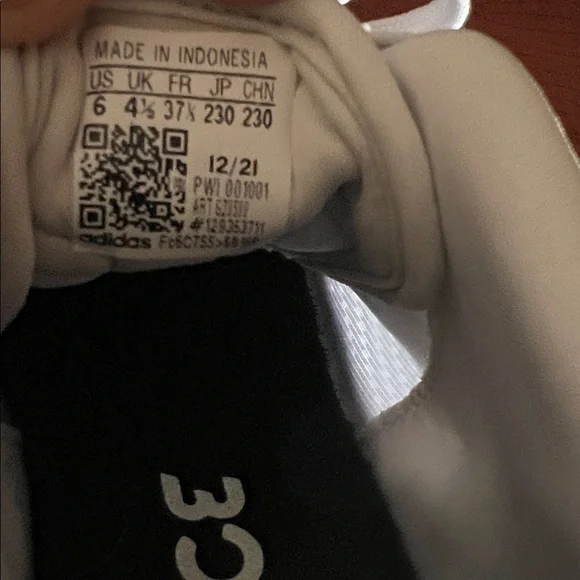 MADE IN INDONESIA
US UK FR JP CHN
6 4½ 37⅓ 230 230
12/21
PWI 001001
#129363711
adidas